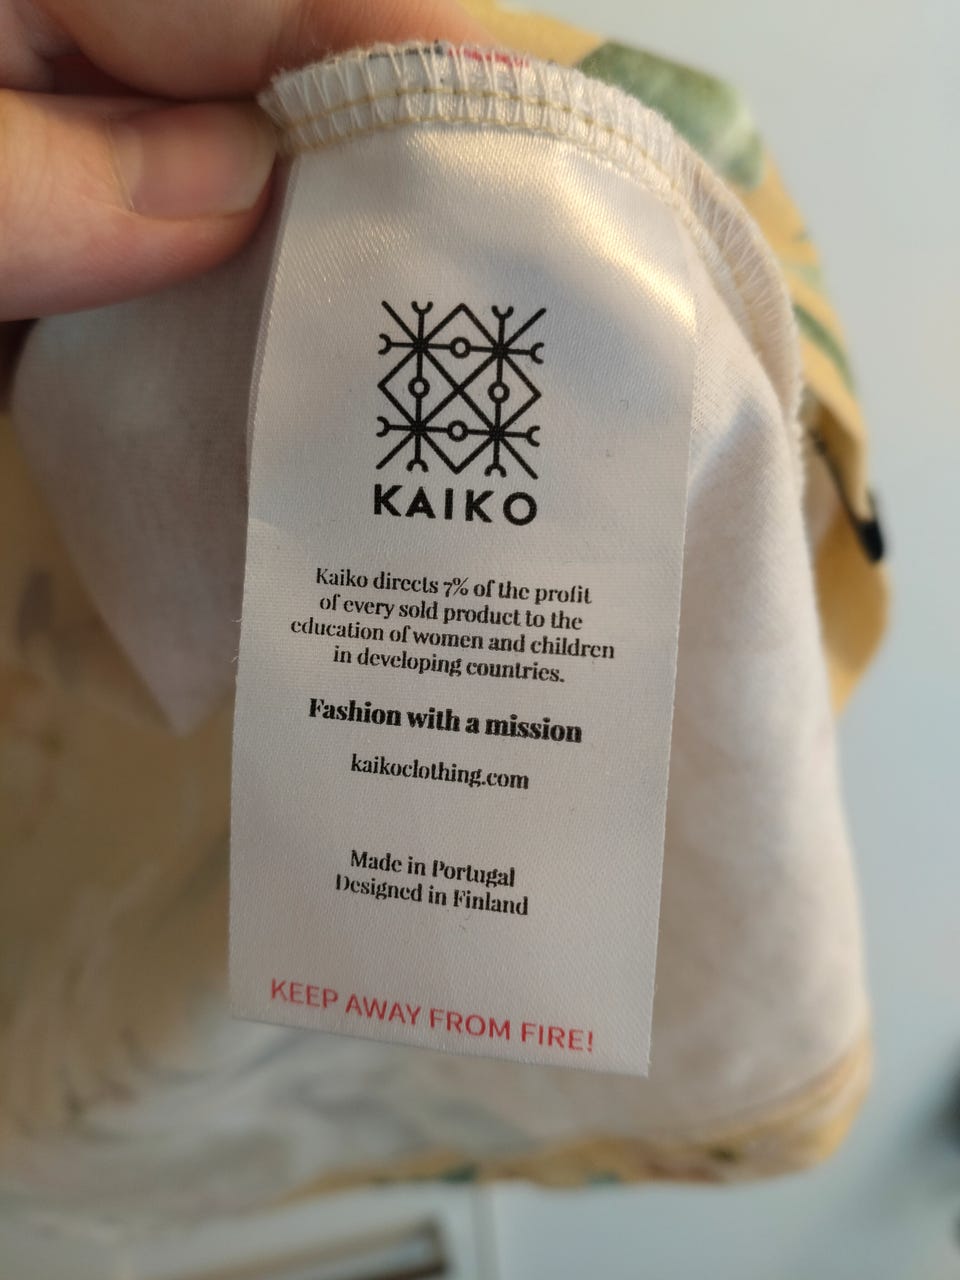 KAIKO
Kaiko directs 7% of the profit
of every sold product to the
education of women and children
in developing countries.
Fashion with a mission
kaikoclothing.com
Made in Portugal
Designed in Finland
KEEP AWAY FROM FIRE!